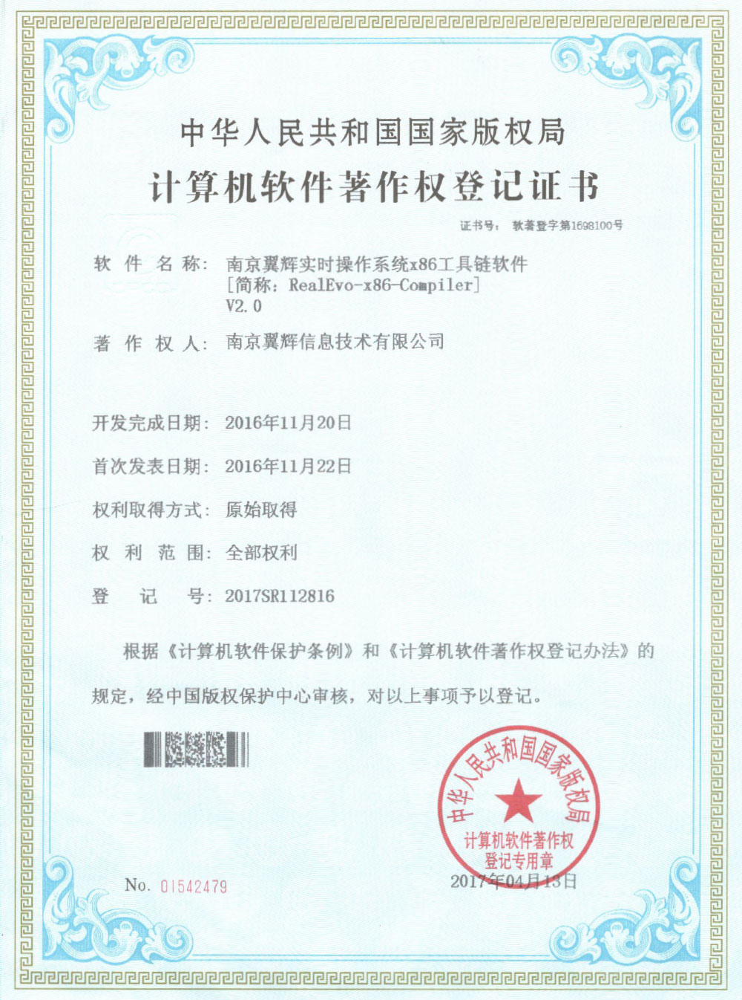 中华人民共和国国家版权局
计算机软件著作权登记证书
证书号： 软著登字第1698100号
软件名称： 南京翼辉实时操作系统x86工具链软件
[简称：RealEvo-x86-Compiler]
V2.0
著作权人： 南京翼辉信息技术有限公司
开发完成日期： 2016年11月20日
首次发表日期： 2016年11月22日
权利取得方式： 原始取得
权利范围： 全部权利
登记号： 2017SR112816
根据《计算机软件保护条例》和《计算机软件著作权登记办法》的
规定，经中国版权保护中心审核，对以上事项予以登记。
中华人民共和国国家版权局
计算机软件著作权
登记专用章
No. 01542479
2017年04月13日